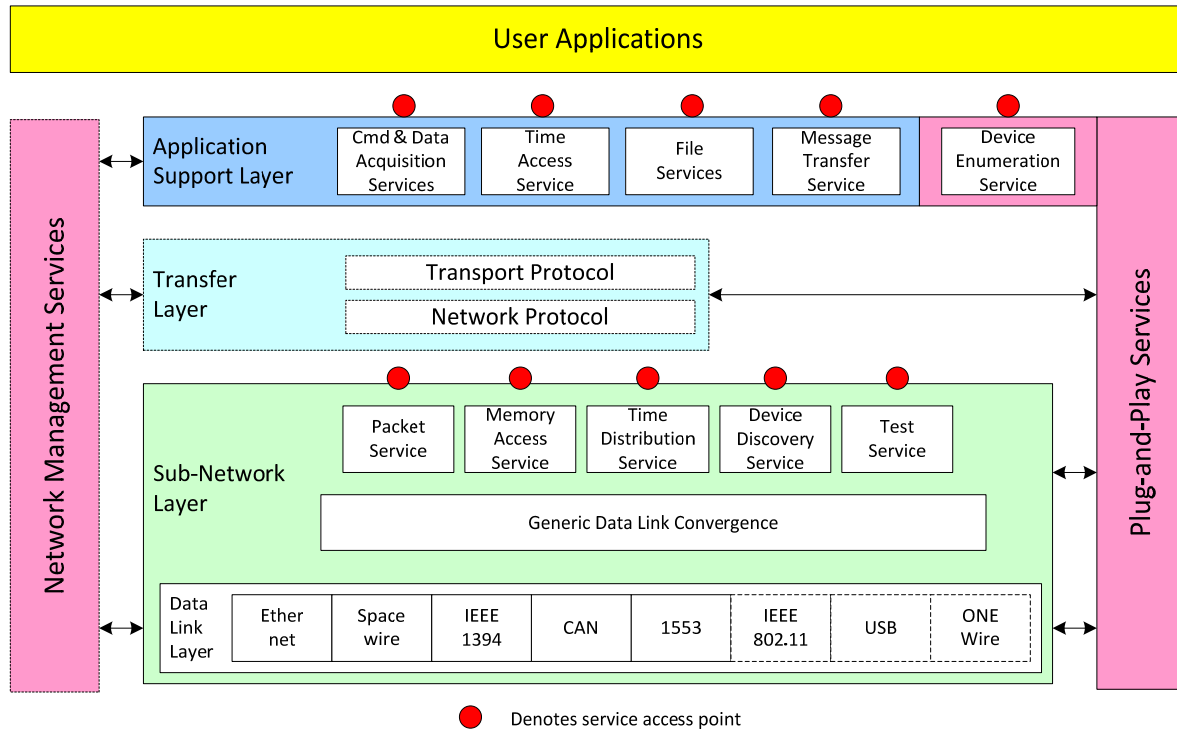 User Applications
Network Management Services
Application
Support Layer
Cmd & Data
Acquisition
Services
Time
Access
Service
File
Services
Message
Transfer
Service
Device
Enumeration
Service
Plug-and-Play Services
Transfer
Layer
Transport Protocol
Network Protocol
Sub-Network
Layer
Packet
Service
Memory
Access
Service
Time
Distribution
Service
Device
Discovery
Service
Test
Service
Generic Data Link Convergence
Data
Link
Layer
Ether
net
Space
wire
IEEE
1394
CAN
1553
IEEE
802.11
USB
ONE
Wire
Denotes service access point